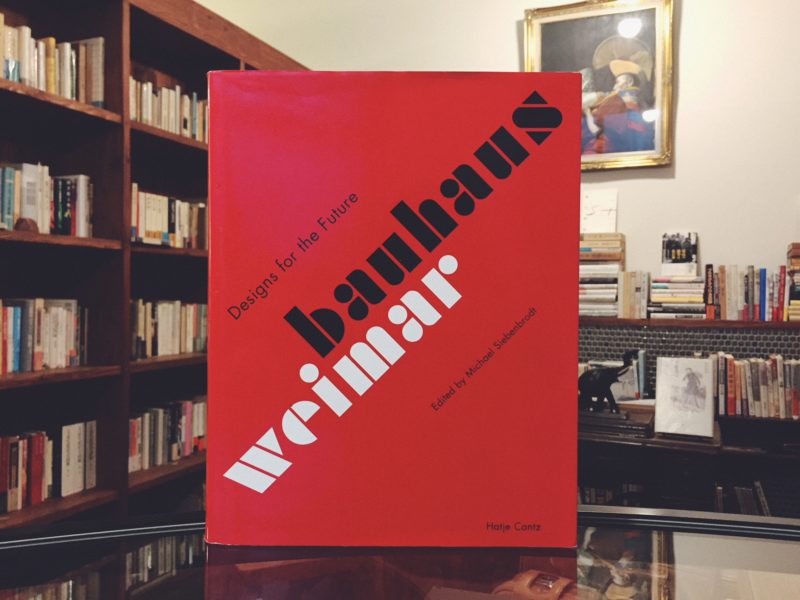 Designs for the Future
bauhaus
weimar
Edited by Michael Siebenbrodt
Hatje Cantz